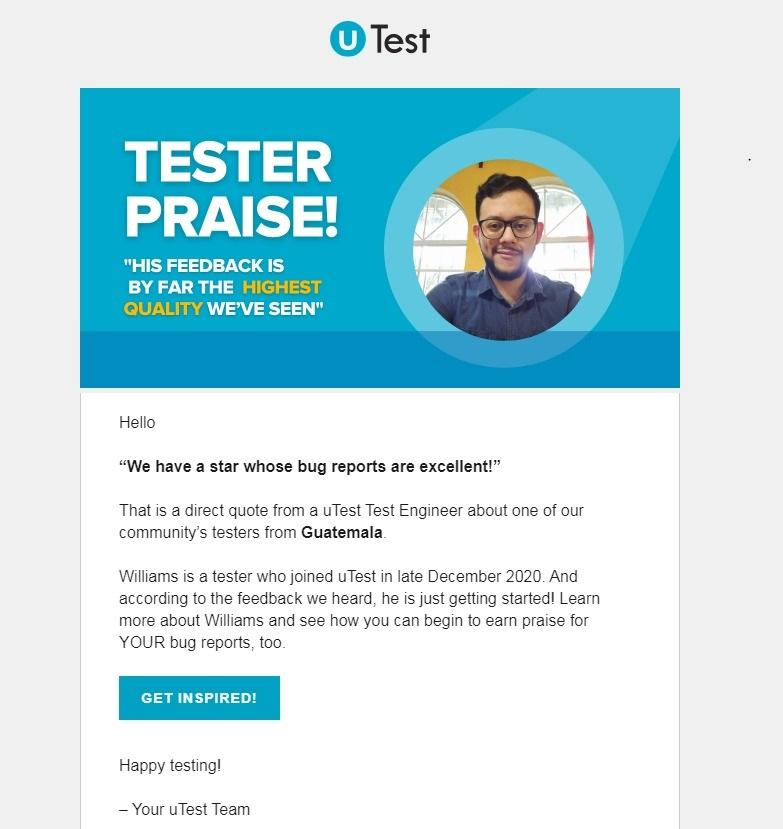 u Test
TESTER
PRAISE!
"HIS FEEDBACK IS
BY FAR THE HIGHEST
QUALITY WE'VE SEEN"
Hello
“We have a star whose bug reports are excellent!”
That is a direct quote from a uTest Test Engineer about one of our
community’s testers from Guatemala.
Williams is a tester who joined uTest in late December 2020. And
according to the feedback we heard, he is just getting started! Learn
more about Williams and see how you can begin to earn praise for
YOUR bug reports, too.
GET INSPIRED!
Happy testing!
– Your uTest Team